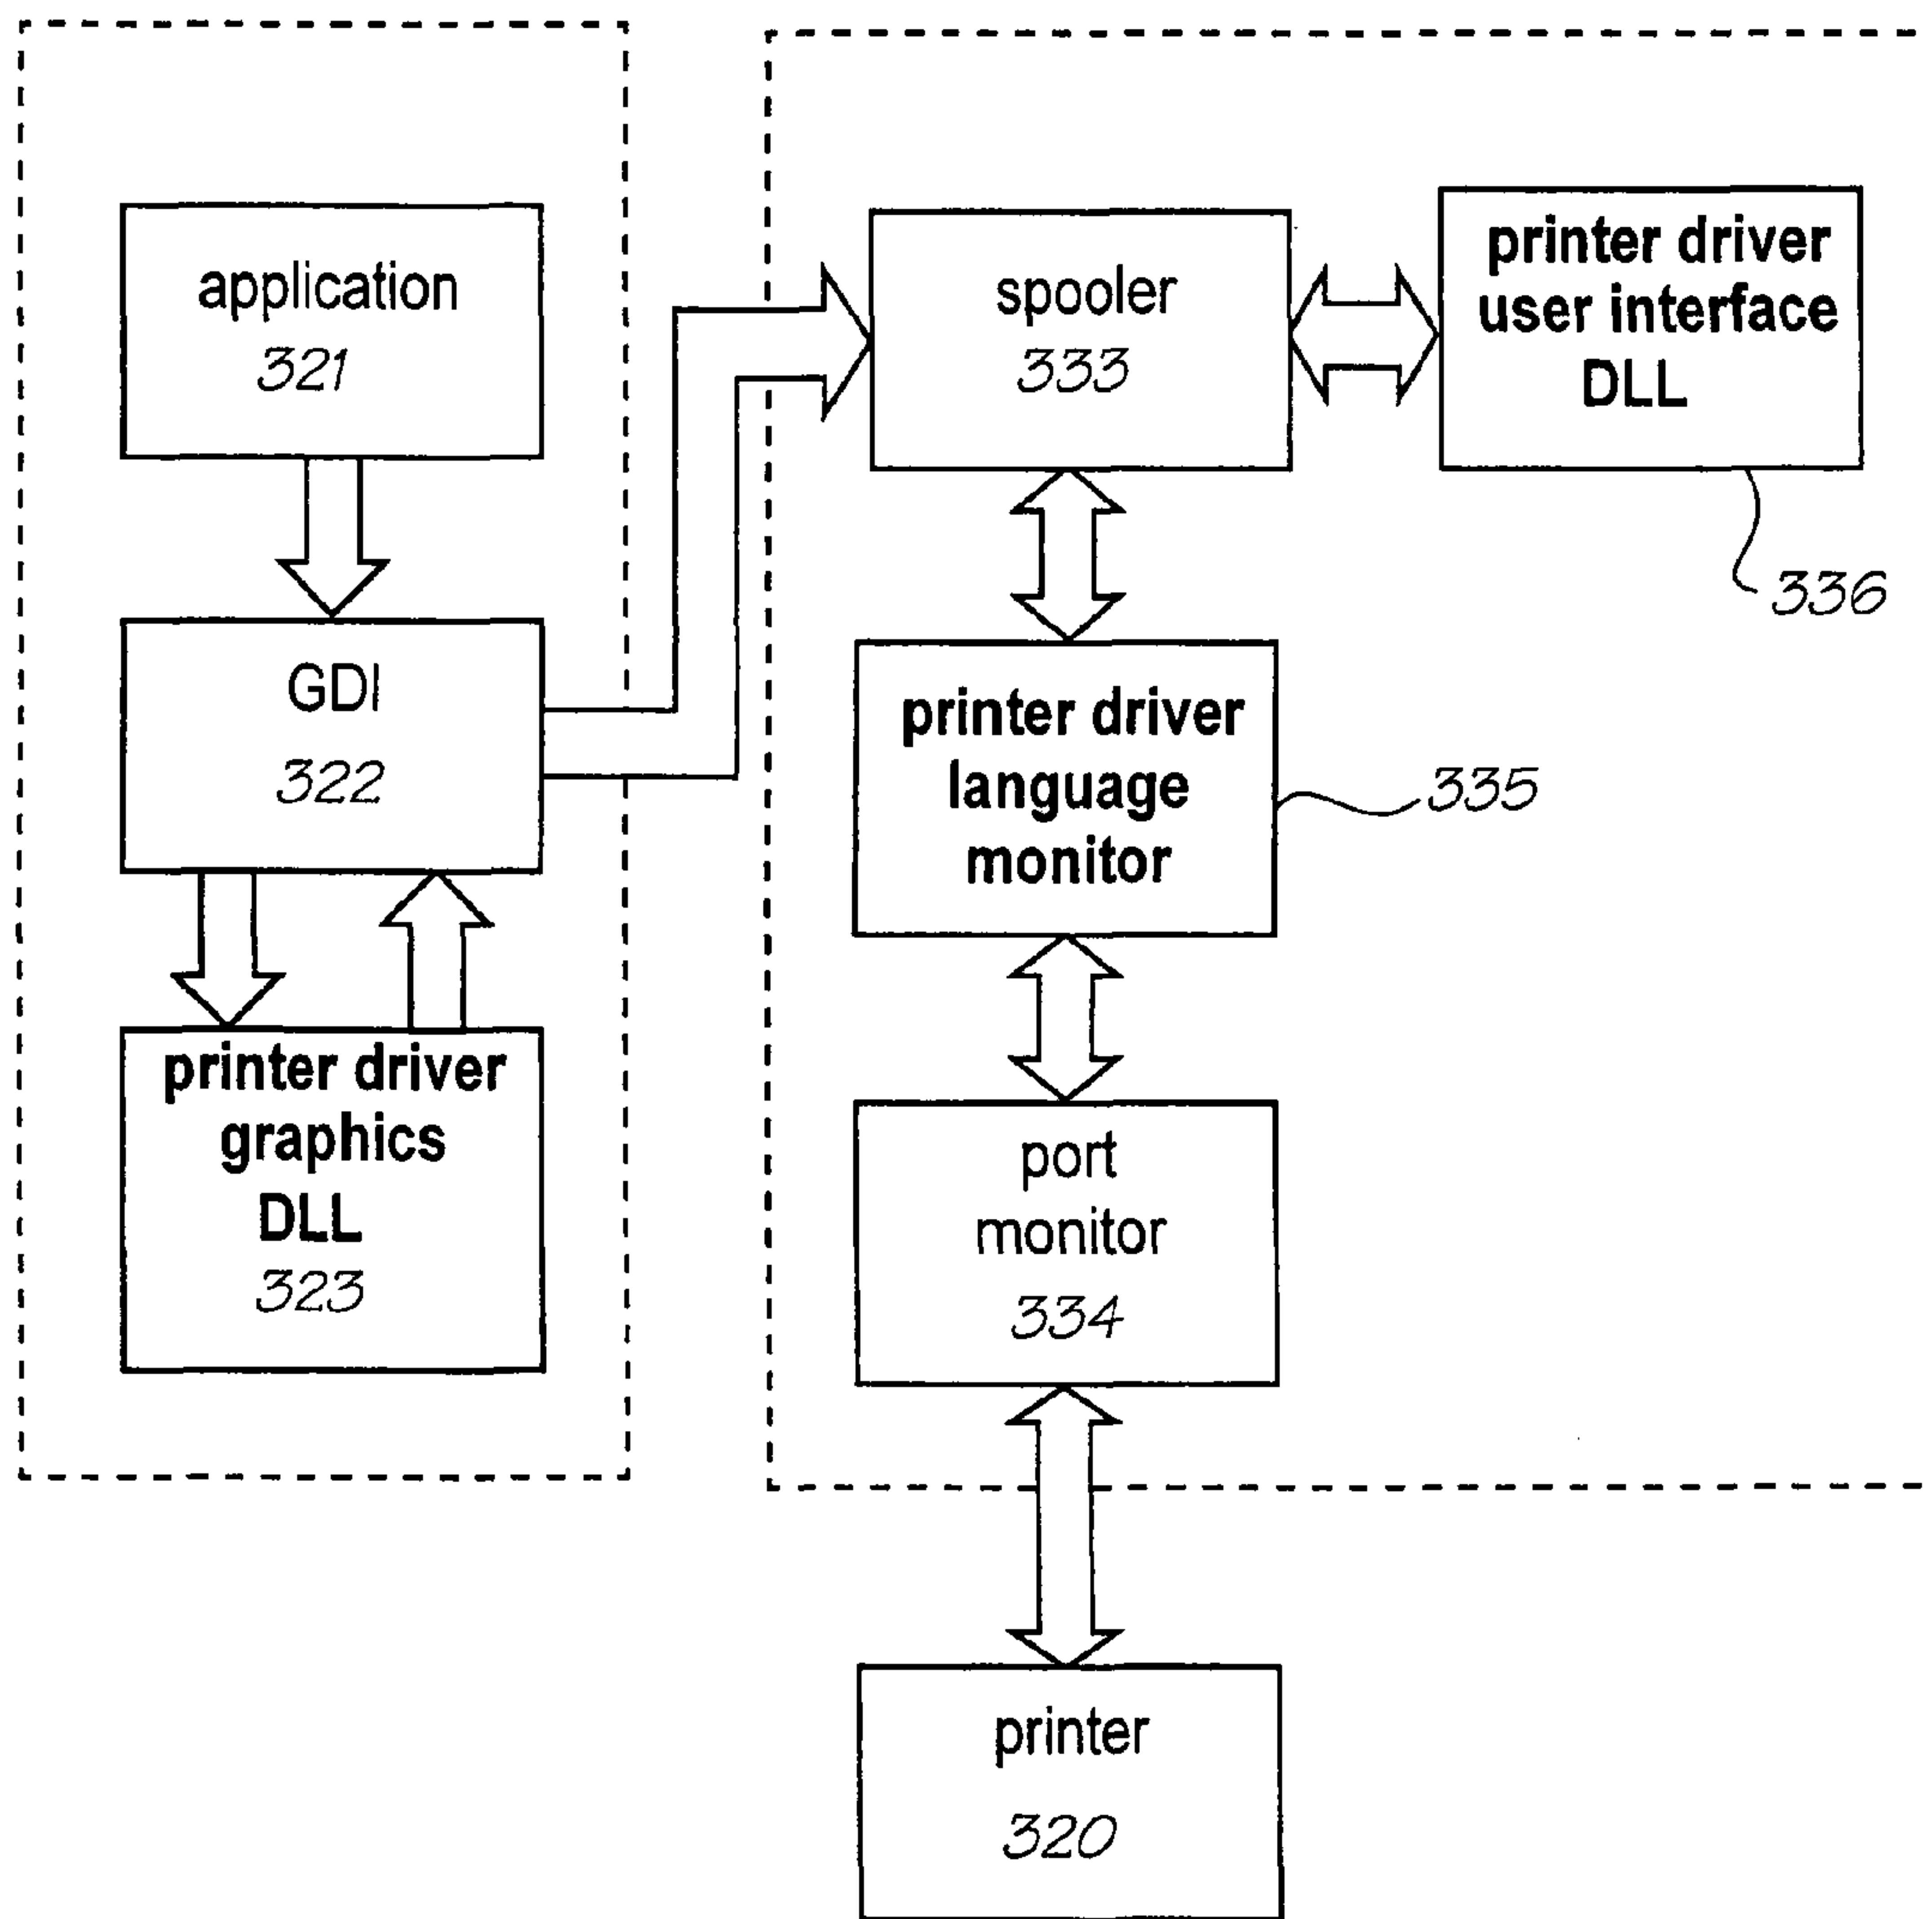 application
321
GDI
322
printer driver
graphics
DLL
323
spooler
333
printer driver
user interface
DLL
336
printer driver
language
monitor
335
port
monitor
334
printer
320